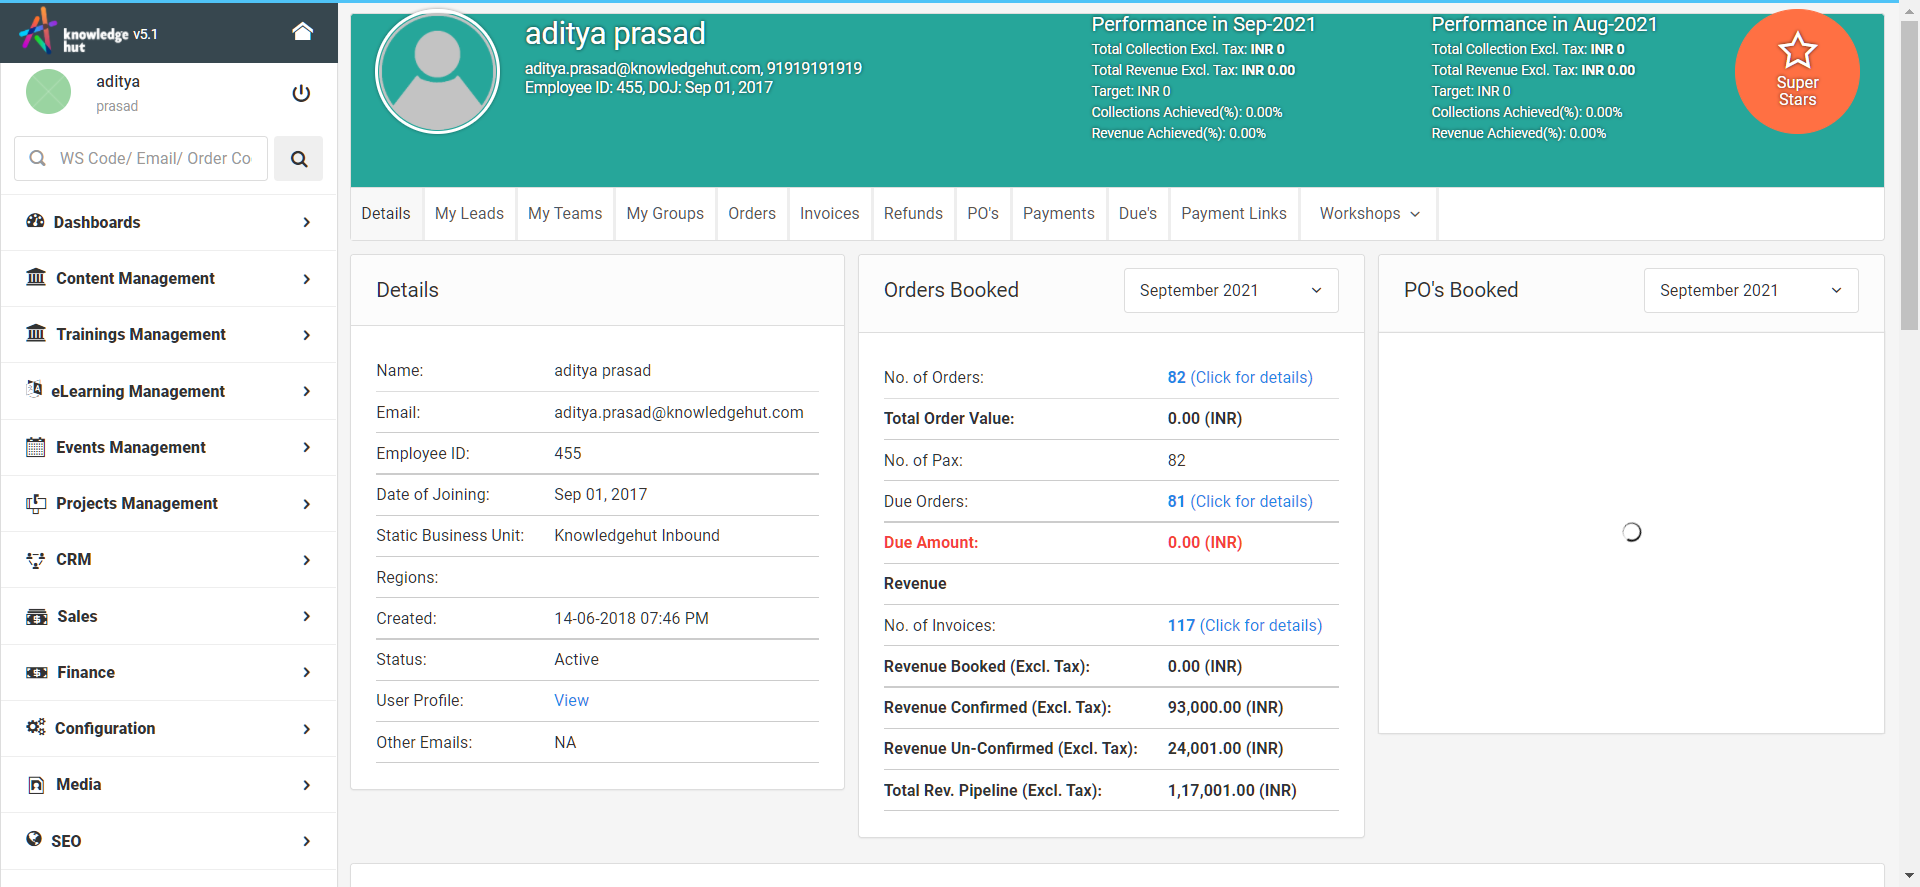 knowledge
hut
v5.1
aditya
prasad
WS Code/ Email/ Order Co
Dashboards
Content Management
Trainings Management
eLearning Management
Events Management
Projects Management
CRM
Sales
Finance
Configuration
Media
SEO
aditya prasad
aditya.prasad@knowledgehut.com, 91919191919
Employee ID: 455, DOJ: Sep 01, 2017
Performance in Sep-2021
Total Collection Excl. Tax: INR 0
Total Revenue Excl. Tax: INR 0.00
Target: INR 0
Collections Achieved(%): 0.00%
Revenue Achieved(%): 0.00%
Performance in Aug-2021
Total Collection Excl. Tax: INR 0
Total Revenue Excl. Tax: INR 0.00
Target: INR 0
Collections Achieved(%): 0.00%
Revenue Achieved(%): 0.00%
Super
Stars
Details My Leads My Teams My Groups Orders Invoices Refunds PO's Payments Due's Payment Links Workshops
Details
Name: aditya prasad
Email: aditya.prasad@knowledgehut.com
Employee ID: 455
Date of Joining: Sep 01, 2017
Static Business Unit: Knowledgehut Inbound
Regions:
Created: 14-06-2018 07:46 PM
Status: Active
User Profile: View
Other Emails: NA
Orders Booked September 2021
No. of Orders: 82 (Click for details)
Total Order Value: 0.00 (INR)
No. of Pax: 82
Due Orders: 81 (Click for details)
Due Amount: 0.00 (INR)
Revenue
No. of Invoices: 117 (Click for details)
Revenue Booked (Excl. Tax): 0.00 (INR)
Revenue Confirmed (Excl. Tax): 93,000.00 (INR)
Revenue Un-Confirmed (Excl. Tax): 24,001.00 (INR)
Total Rev. Pipeline (Excl. Tax): 1,17,001.00 (INR)
PO's Booked September 2021